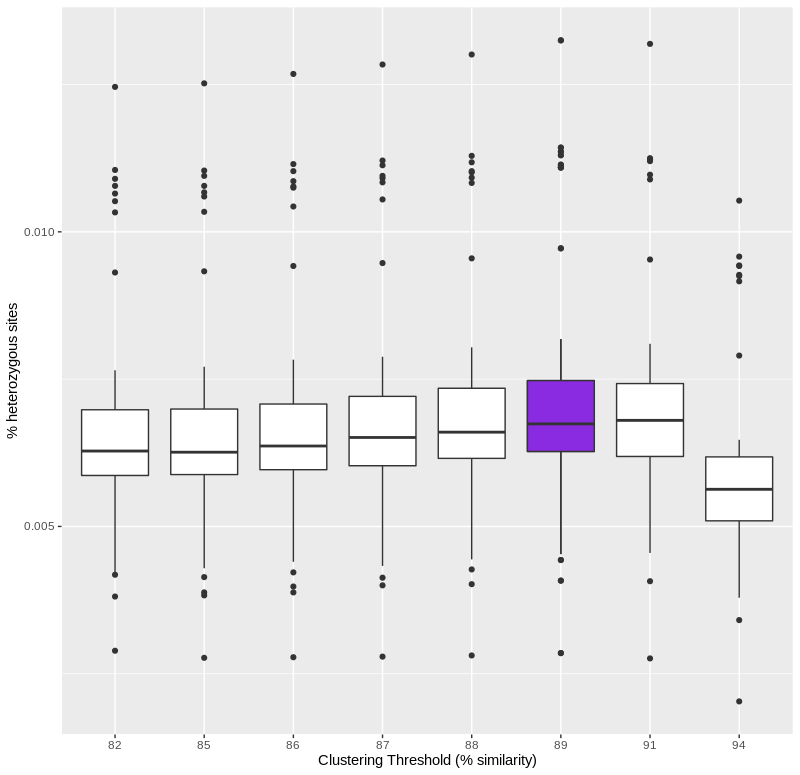 % heterozygous sites
0.010
0.005
82 85 86 87 88 89 91 94
Clustering Threshold (% similarity)